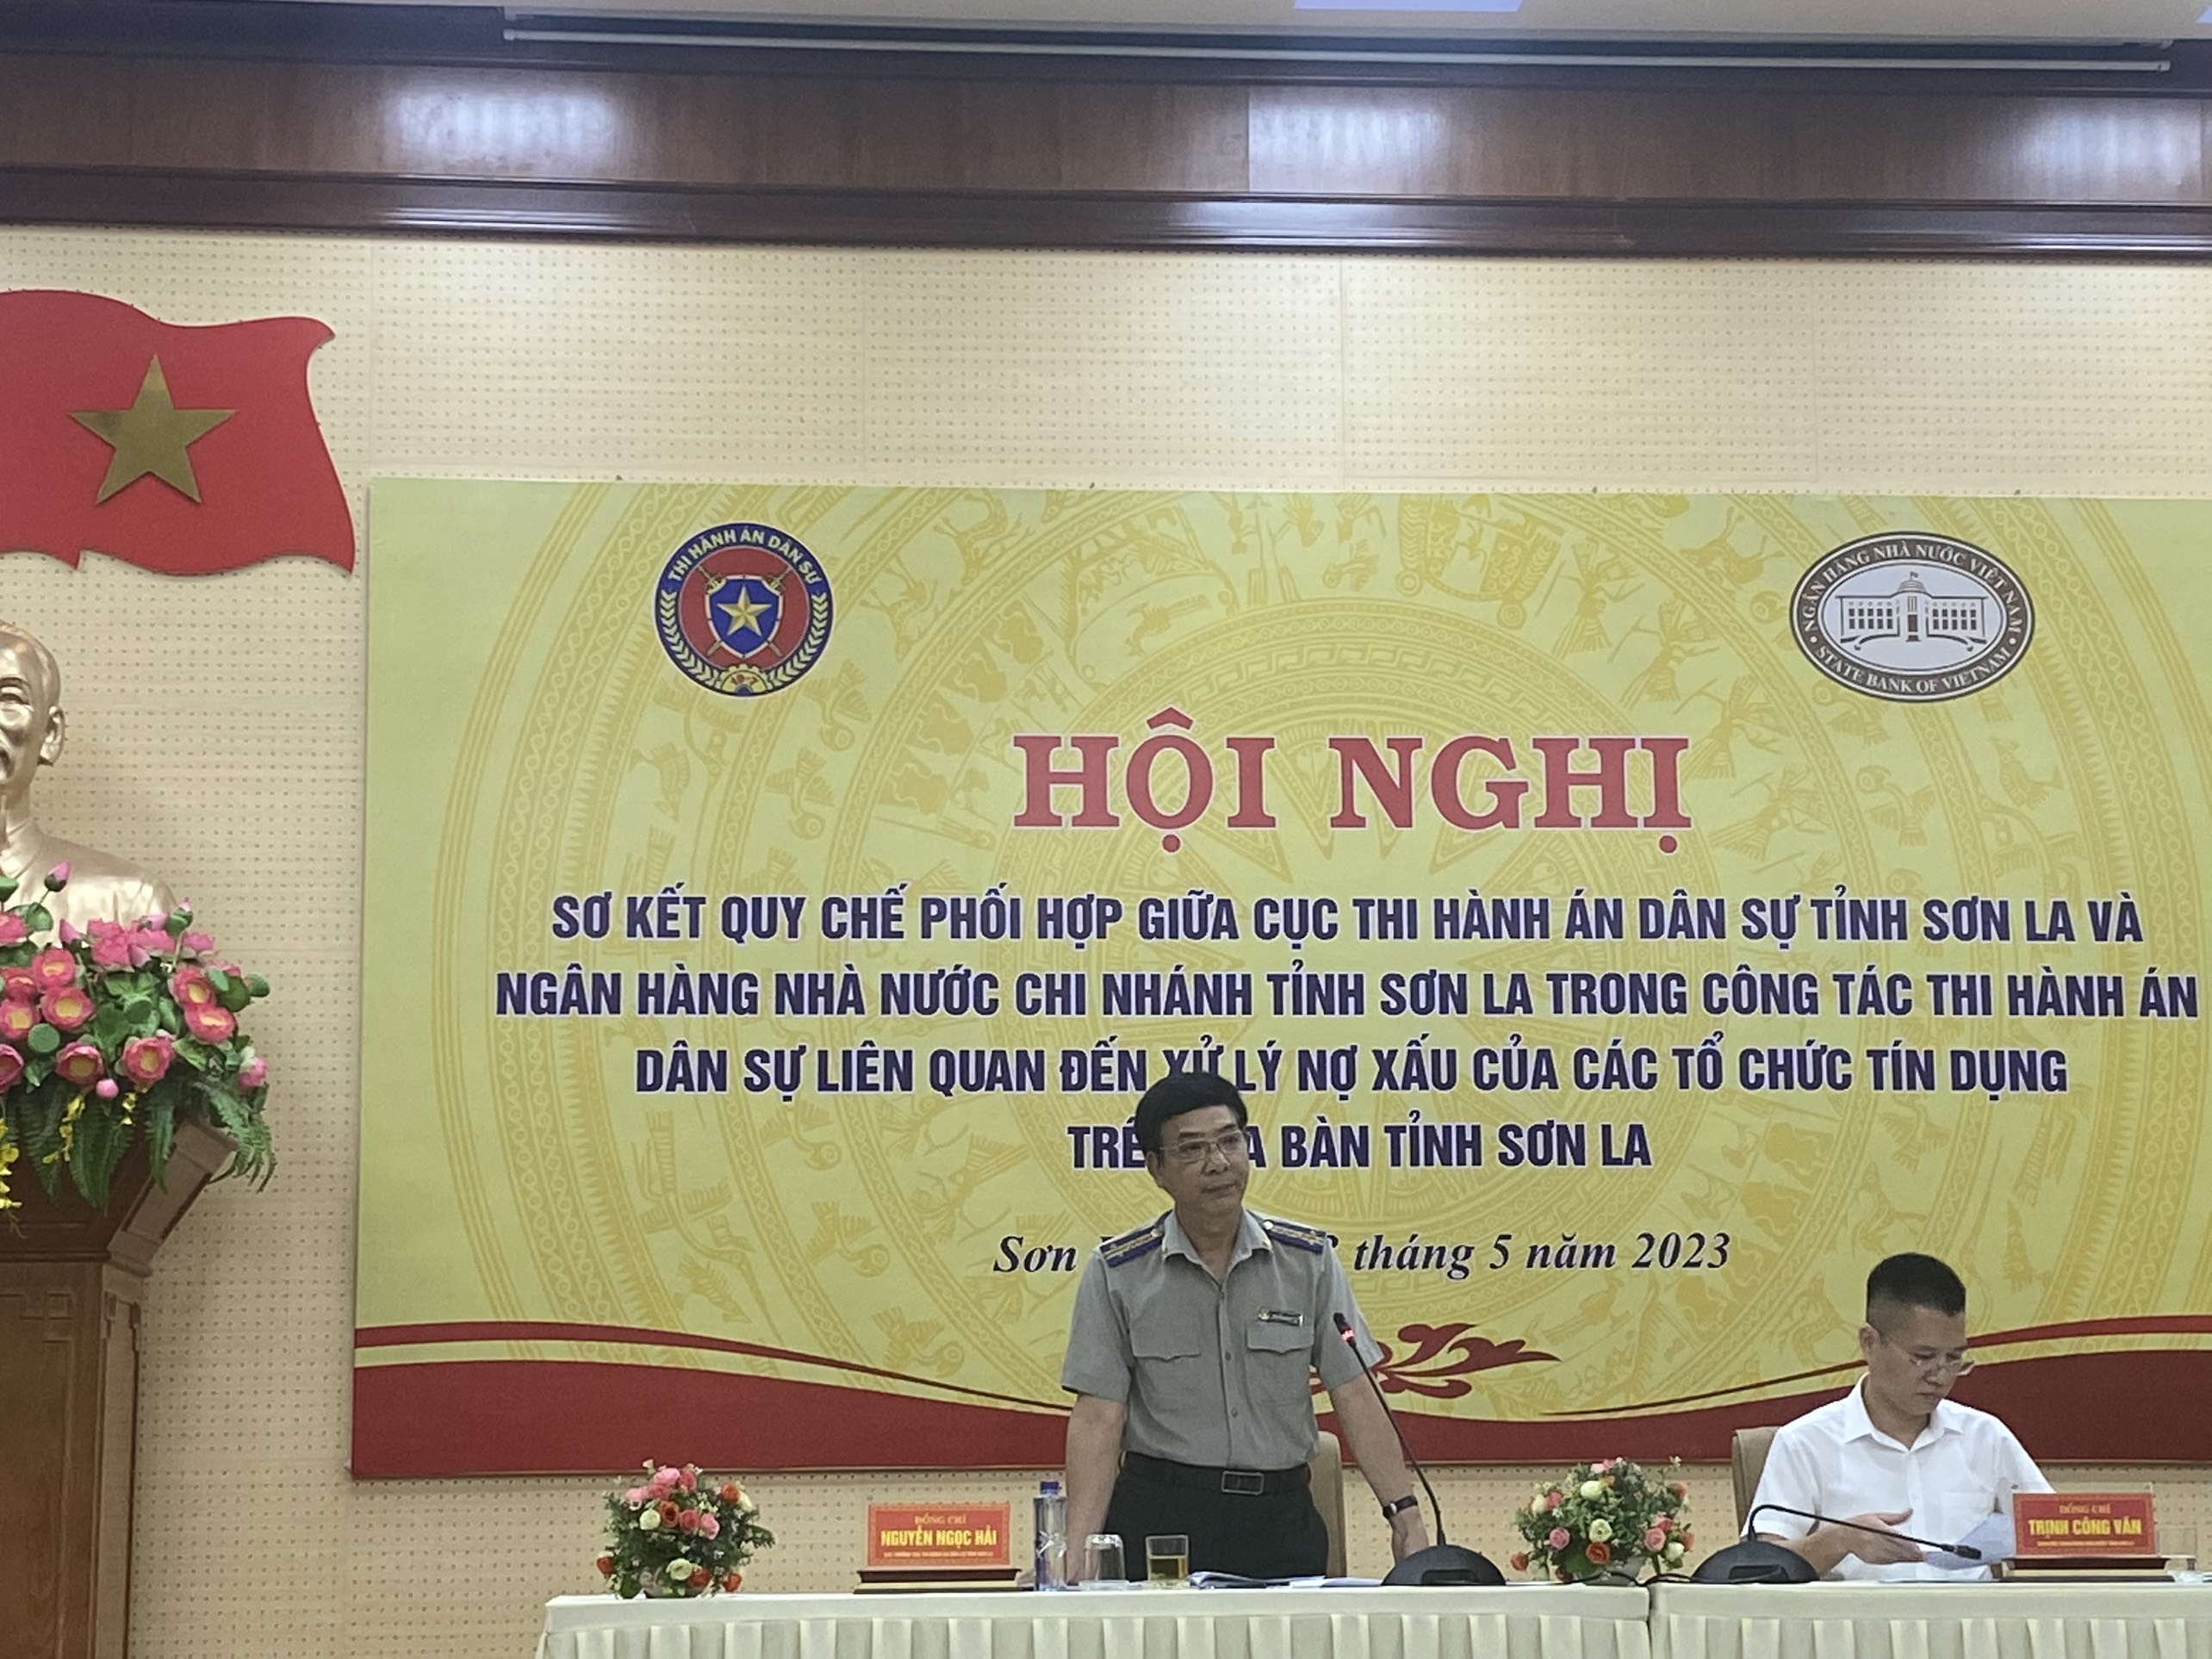 THI HÀNH ÁN DÂN SỰ
NGÂN HÀNG NHÀ NƯỚC VIỆT NAM
STATE BANK OF VIETNAM
HỘI NGHỊ
SƠ KẾT QUY CHẾ PHỐI HỢP GIỮA CỤC THI HÀNH ÁN DÂN SỰ TỈNH SƠN LA VÀ
NGÂN HÀNG NHÀ NƯỚC CHI NHÁNH TỈNH SƠN LA TRONG CÔNG TÁC THI HÀNH ÁN
DÂN SỰ LIÊN QUAN ĐẾN XỬ LÝ NỢ XẤU CỦA CÁC TỔ CHỨC TÍN DỤNG
BÀN TỈNH SƠN LA
Sơn tháng 5 năm 2023
ĐỒNG CHÍ
NGUYỄN NGỌC HẢI
ĐỒNG CHÍ
TRỊNH CÔNG VĂN